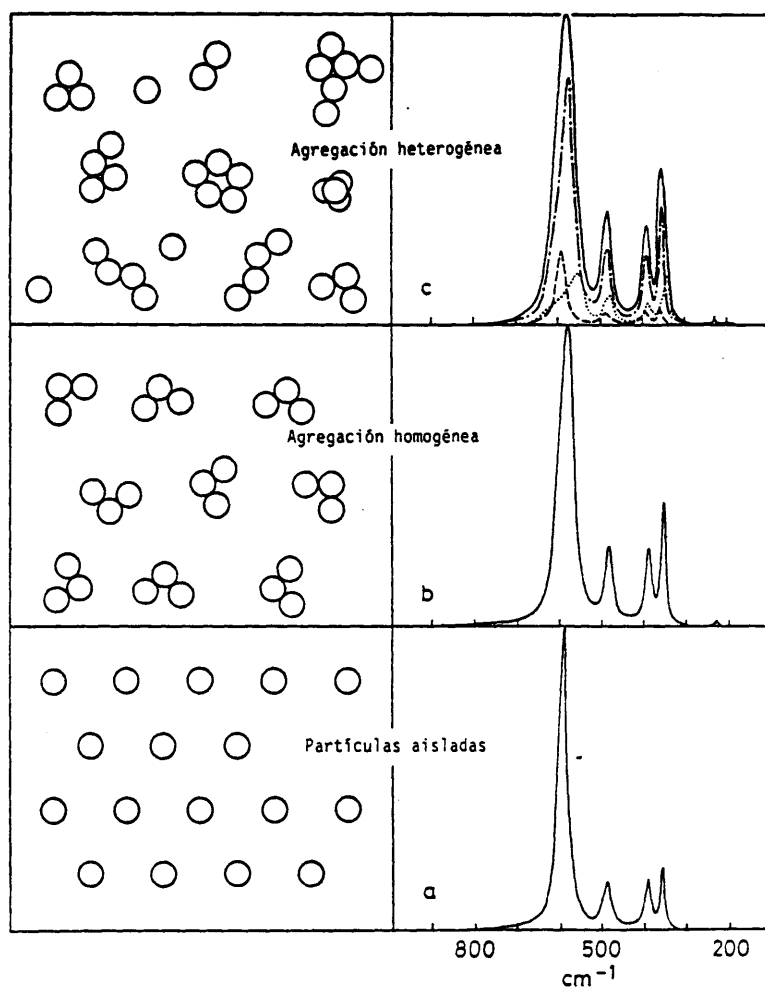 Agregación heterogénea
c
Agregación homogénea
b
Partículas aisladas
a
800 500 200
cm⁻¹